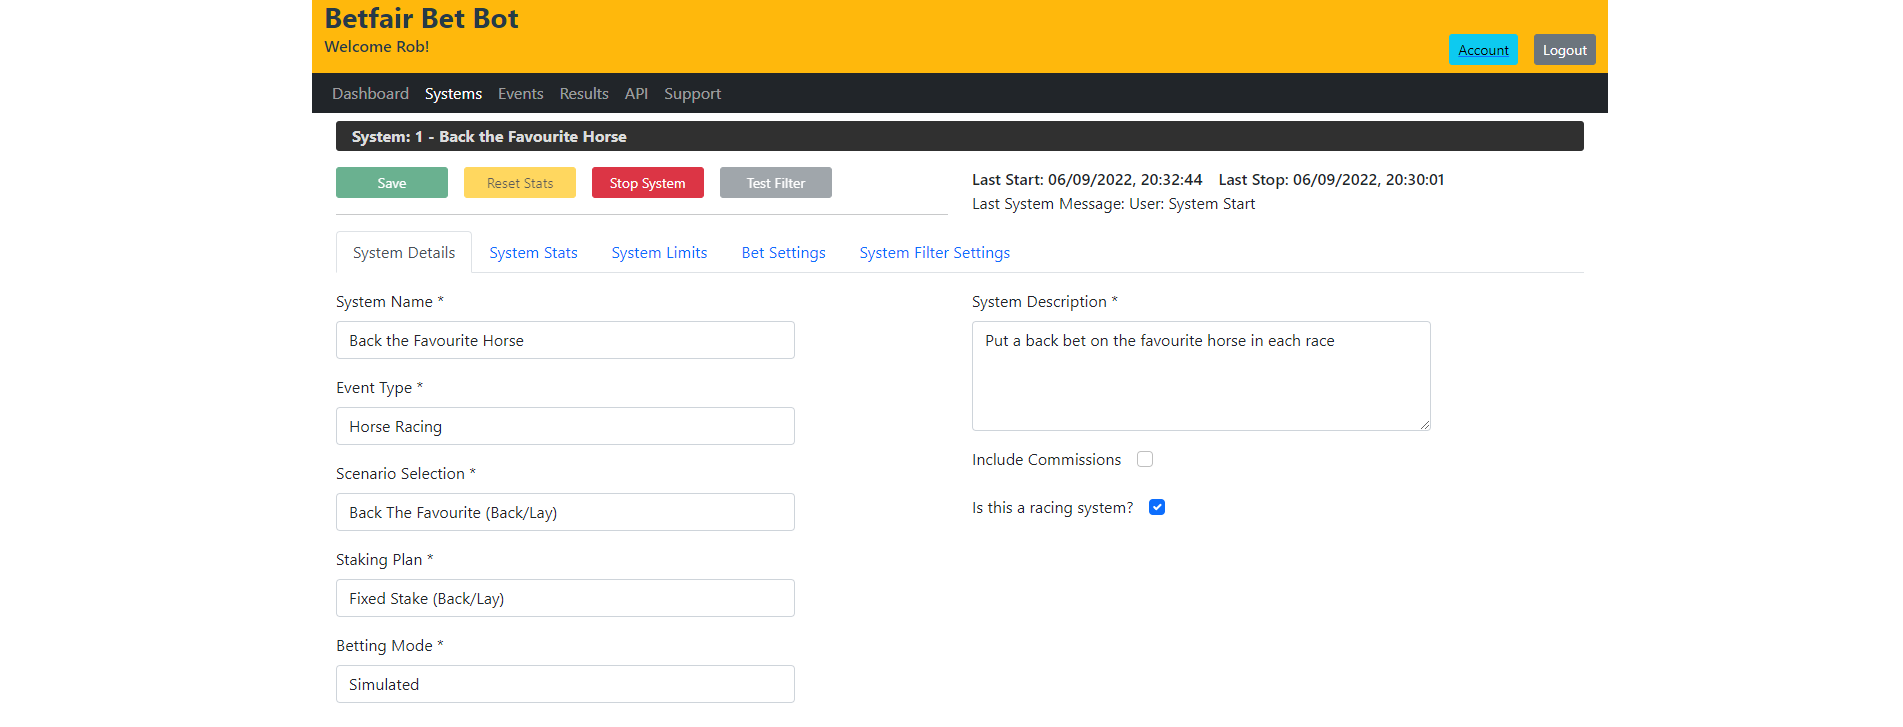 Betfair Bet Bot
Welcome Rob!
Account Logout
Dashboard Systems Events Results API Support
System: 1 - Back the Favourite Horse
Save Reset Stats Stop System Test Filter
Last Start: 06/09/2022, 20:32:44 Last Stop: 06/09/2022, 20:30:01
Last System Message: User: System Start
System Details System Stats System Limits Bet Settings System Filter Settings
System Name *
Back the Favourite Horse
Event Type *
Horse Racing
Scenario Selection *
Back The Favourite (Back/Lay)
Staking Plan *
Fixed Stake (Back/Lay)
Betting Mode *
Simulated
System Description *
Put a back bet on the favourite horse in each race
Include Commissions
Is this a racing system?